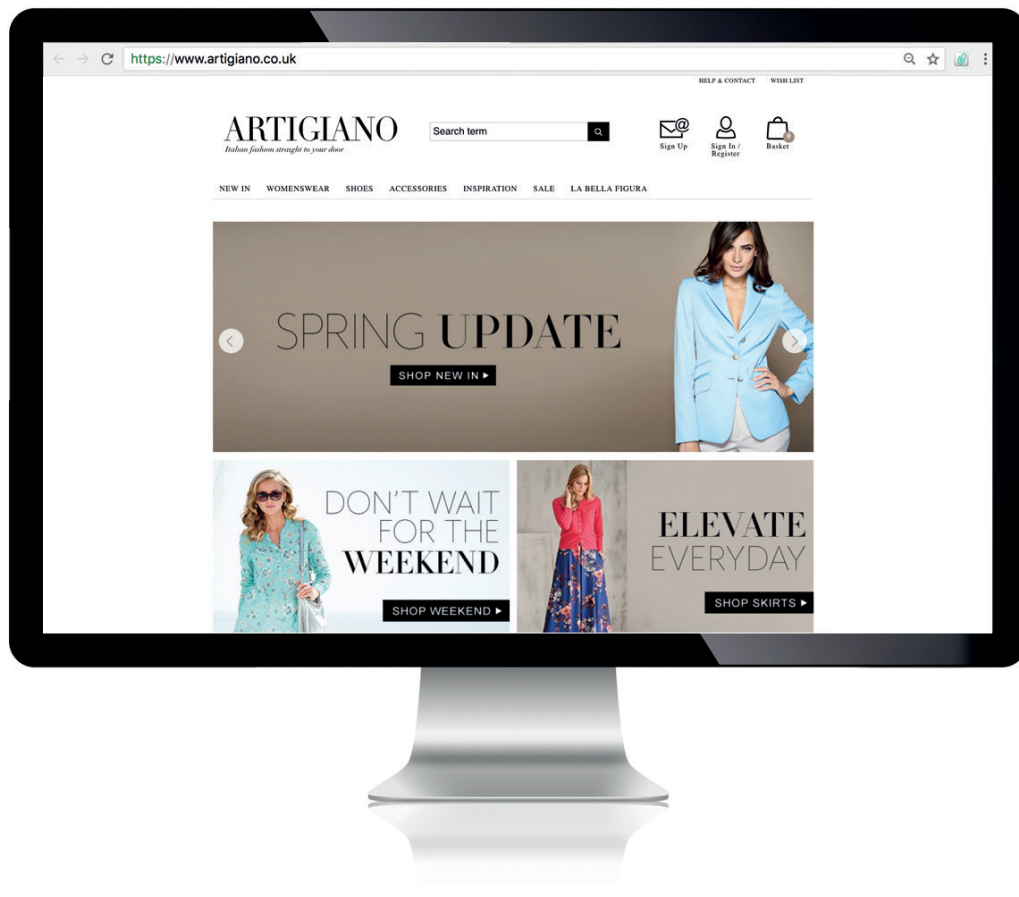 https://www.artigiano.co.uk
HELP & CONTACT WISH LIST
ARTIGIANO
Italian fashion straight to your door
Search term
Sign Up
Sign In /
Register
Basket
0
NEW IN WOMENSWEAR SHOES ACCESSORIES INSPIRATION SALE LA BELLA FIGURA
SPRING UPDATE
SHOP NEW IN
DON'T WAIT
FOR THE
WEEKEND
SHOP WEEKEND
ELEVATE
EVERYDAY
SHOP SKIRTS